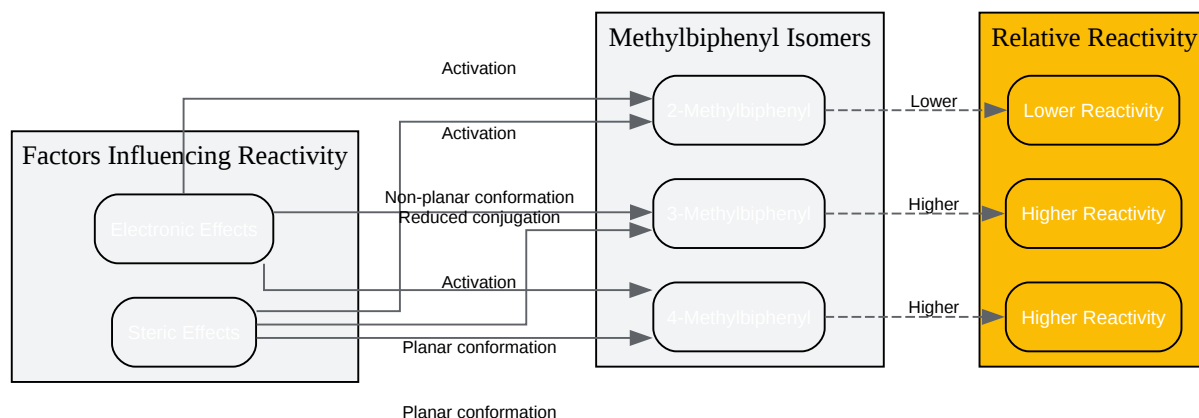 Methylbiphenyl Isomers
Relative Reactivity
Activation
2-Methylbiphenyl
Lower
Lower Reactivity
Activation
Factors Influencing Reactivity
Non-planar conformation
Reduced conjugation
3-Methylbiphenyl
Higher
Higher Reactivity
Electronic Effects
Activation
4-Methylbiphenyl
Higher
Higher Reactivity
Steric Effects
Planar conformation
Planar conformation